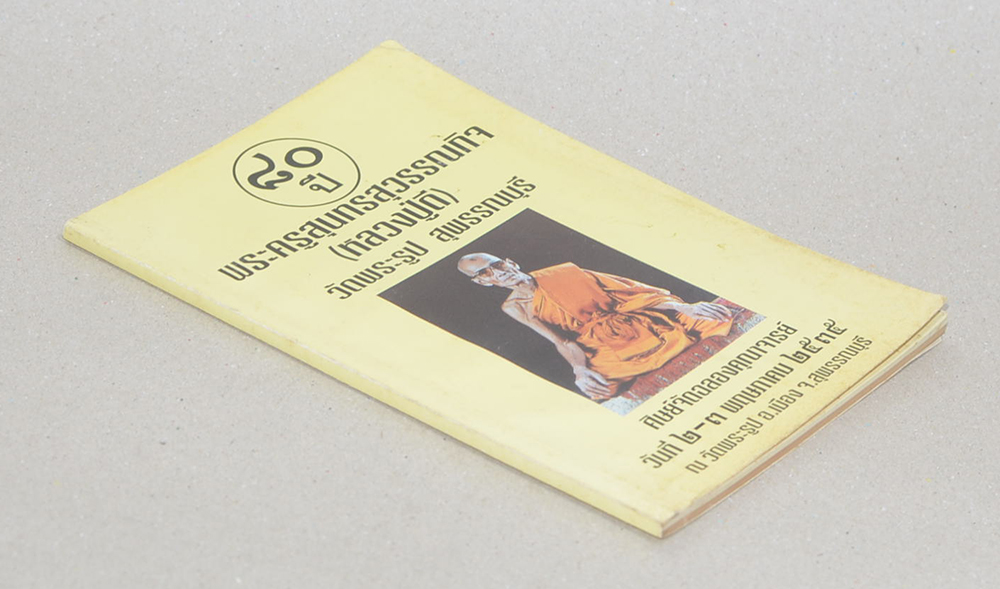 ๘๐
ปี
พระครูสุนทรสุวรรณกิจ
(หลวงปู่ดี)
วัดพระรูป สุพรรณบุรี
ศิษย์จัดฉลองคุณาจารย์
วันที่ ๒-๓ พฤษภาคม ๒๕๓๕
ณ วัดพระรูป อ.เมือง จ.สุพรรณบุรี